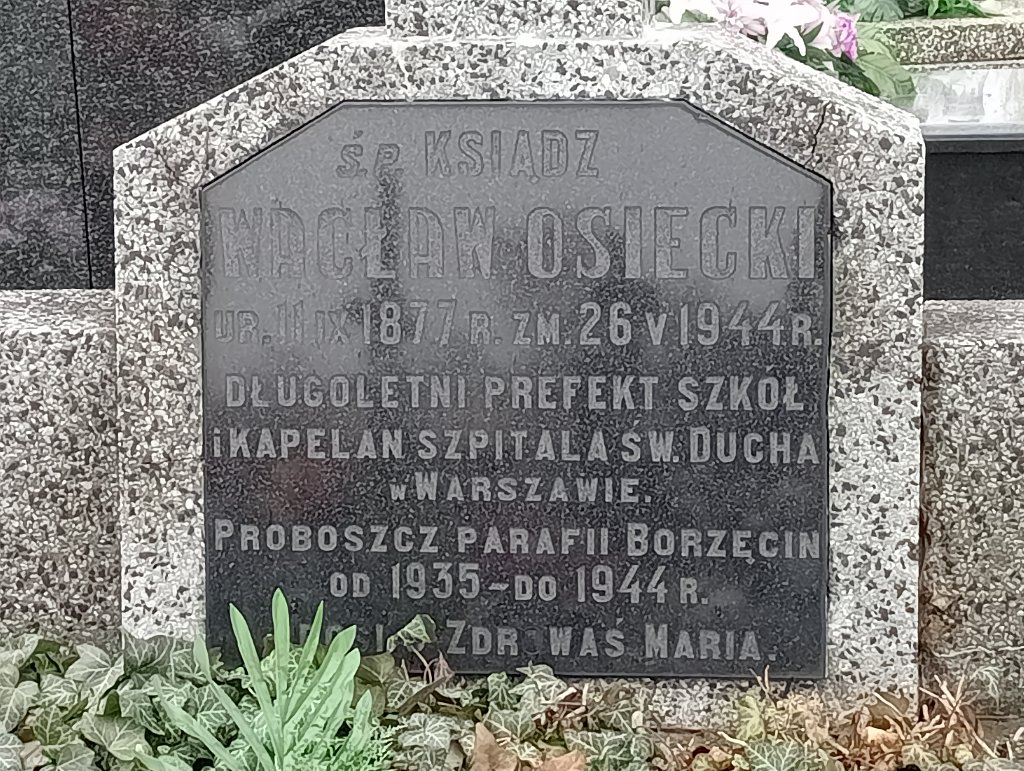 Ś.P. KSIĄDZ
WACŁAW OSIECKI
UR. 11 IX 1877 R. ZM. 26 V 1944 R.
DŁUGOLETNI PREFEKT SZKÓŁ
i KAPELAN SZPITALA ŚW. DUCHA
W WARSZAWIE.
PROBOSZCZ PARAFII BORZĘCIN
OD 1935 - DO 1944 R.
ZDROWAŚ MARIA.